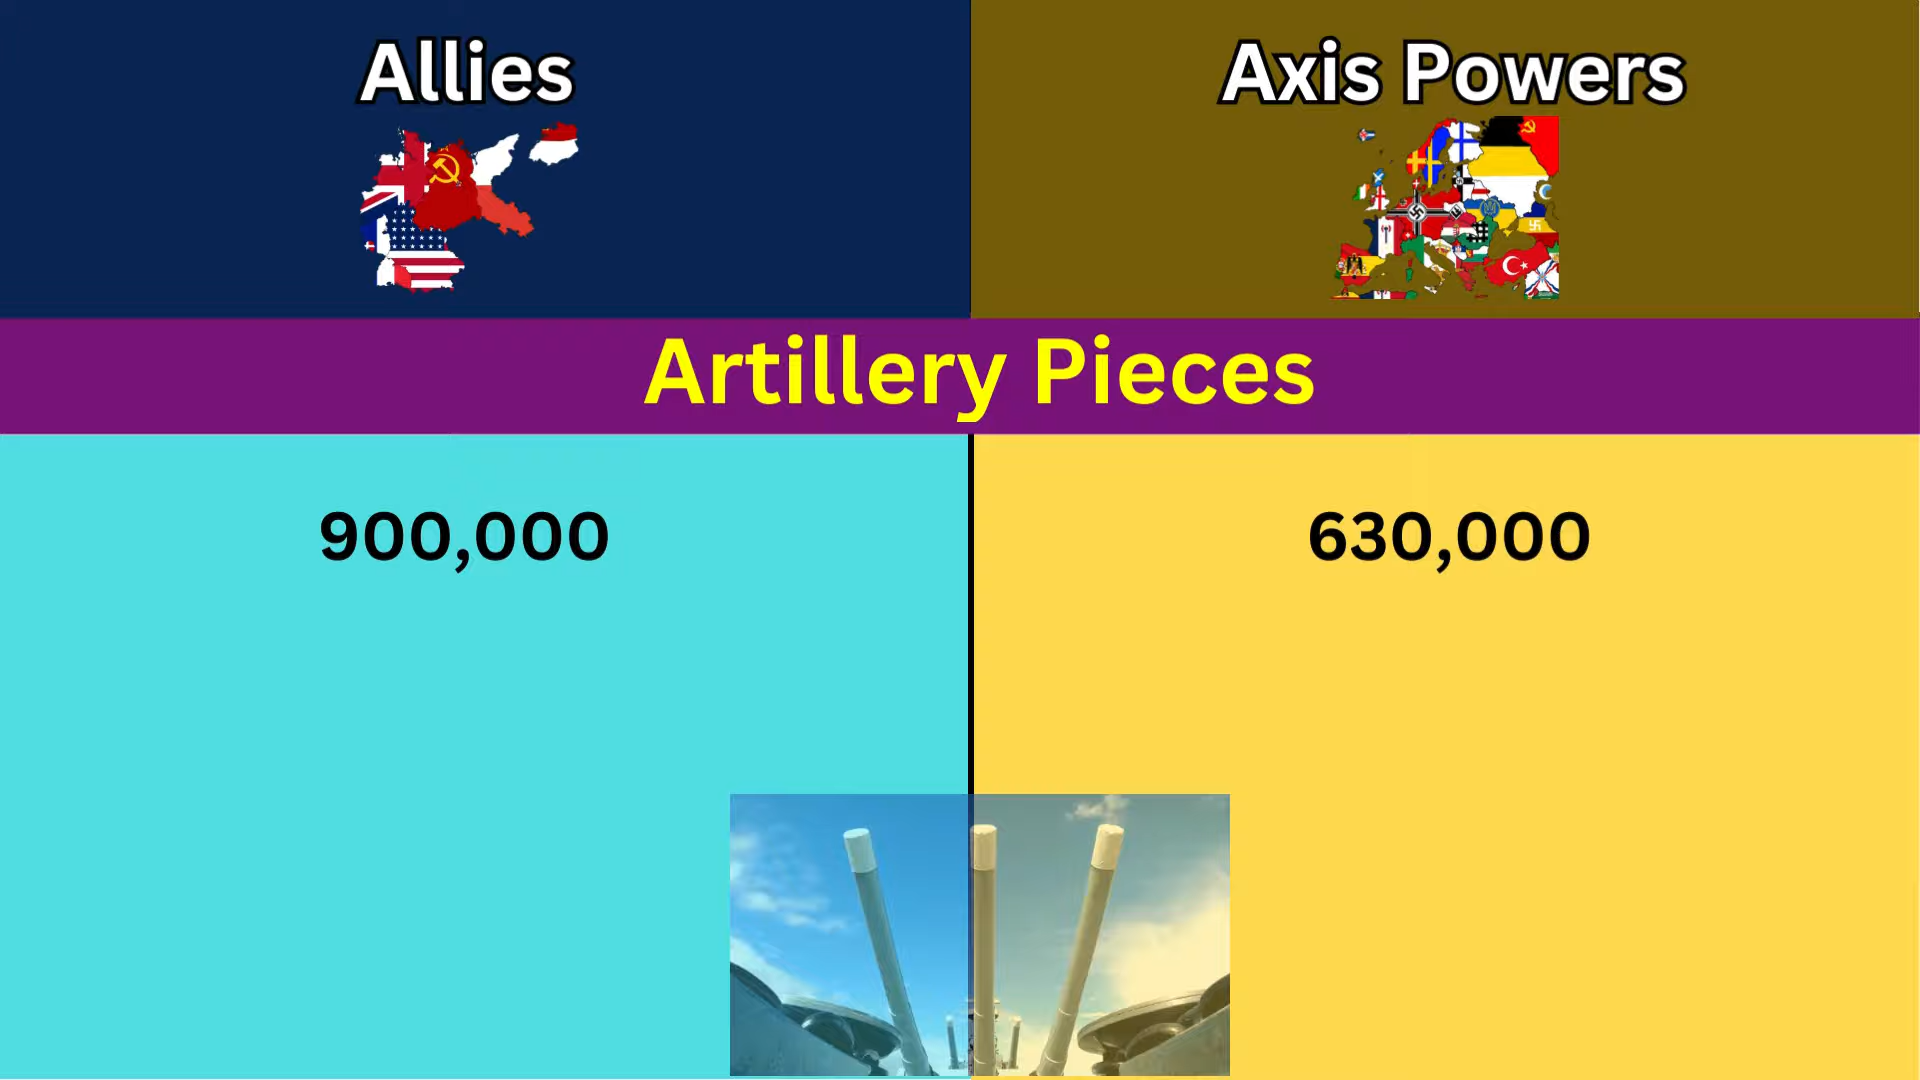 Allies
Axis Powers
Artillery Pieces
900,000
630,000